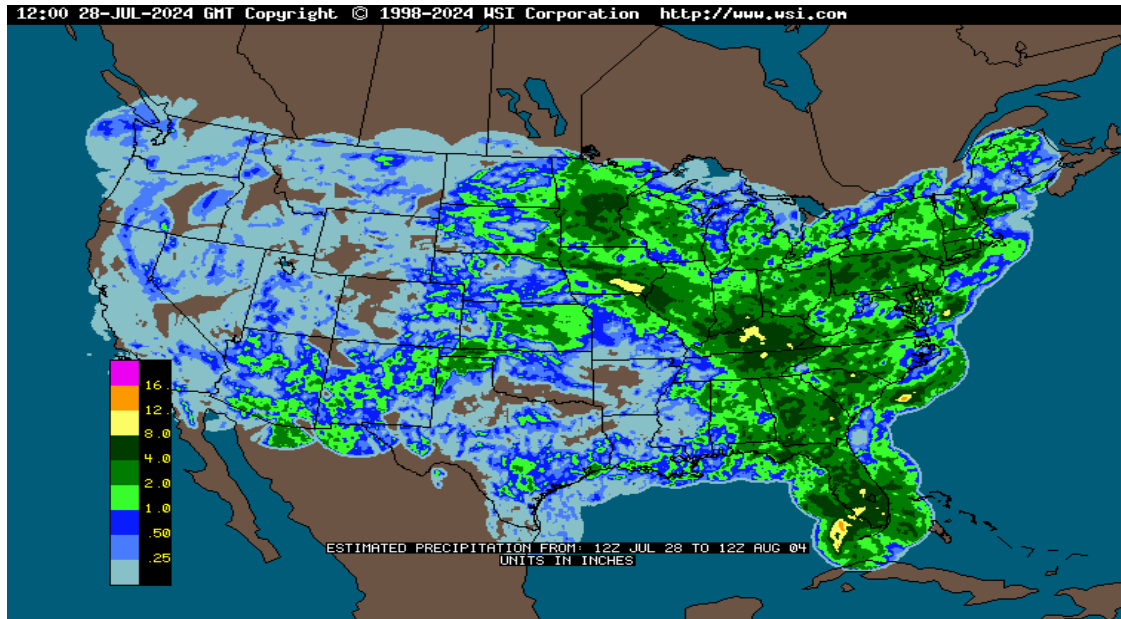 12:00 28-JUL-2024 GMT Copyright © 1998-2024 WSI Corporation http://www.wsi.com
16.
12.
8.0
4.0
2.0
1.0
.50
.25
ESTIMATED PRECIPITATION FROM: 12Z JUL 28 TO 12Z AUG 04
UNITS IN INCHES